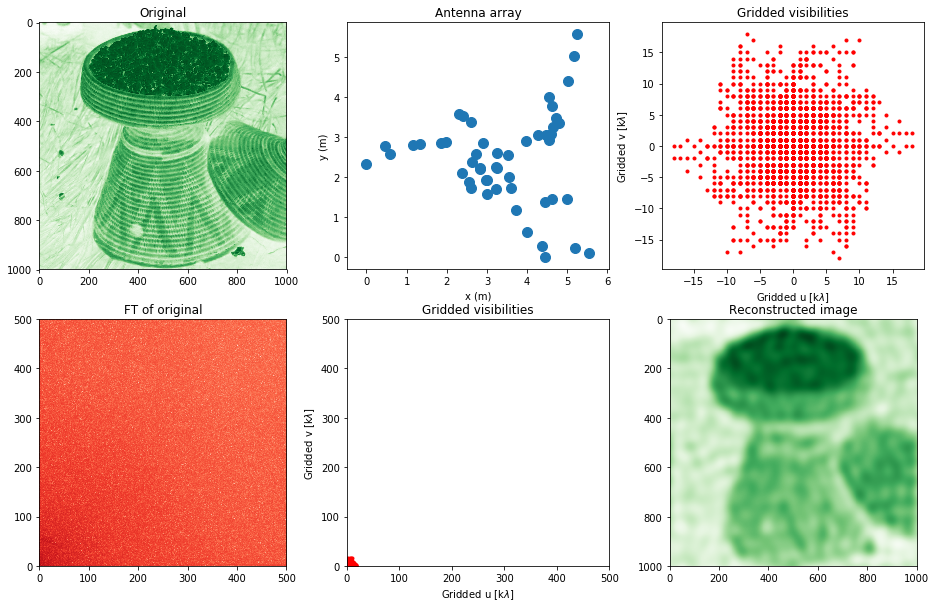 Original
Antenna array
Gridded visibilities
0
200
400
600
800
1000
0 200 400 600 800 1000
y (m)
5
4
3
2
1
0
0 1 2 3 4 5 6
x (m)
Gridded v [kλ]
15
10
5
0
−5
−10
−15
−15 −10 −5 0 5 10 15
Gridded u [kλ]
FT of original
Gridded visibilities
Reconstructed image
500
400
300
200
100
0
0 100 200 300 400 500
Gridded v [kλ]
500
400
300
200
100
0
0 100 200 300 400 500
Gridded u [kλ]
0
200
400
600
800
1000
0 200 400 600 800 1000